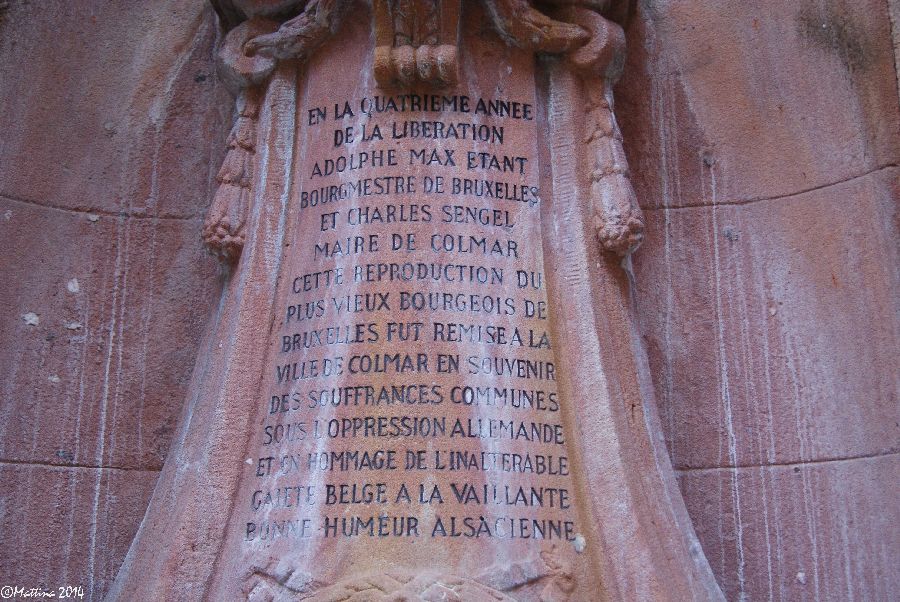 EN LA QUATRIEME ANNEE
DE LA LIBERATION
ADOLPHE MAX ETANT
BOURGMESTRE DE BRUXELLES
ET CHARLES SENGEL
MAIRE DE COLMAR
CETTE REPRODUCTION DU
PLUS VIEUX BOURGEOIS DE
BRUXELLES FUT REMISE A LA
VILLE DE COLMAR EN SOUVENIR
DES SOUFFRANCES COMMUNES
SOUS L'OPPRESSION ALLEMANDE
ET EN HOMMAGE DE L'INALTERABLE
GAIETE BELGE A LA VAILLANTE
BONNE HUMEUR ALSACIENNE
©Mattina 2014